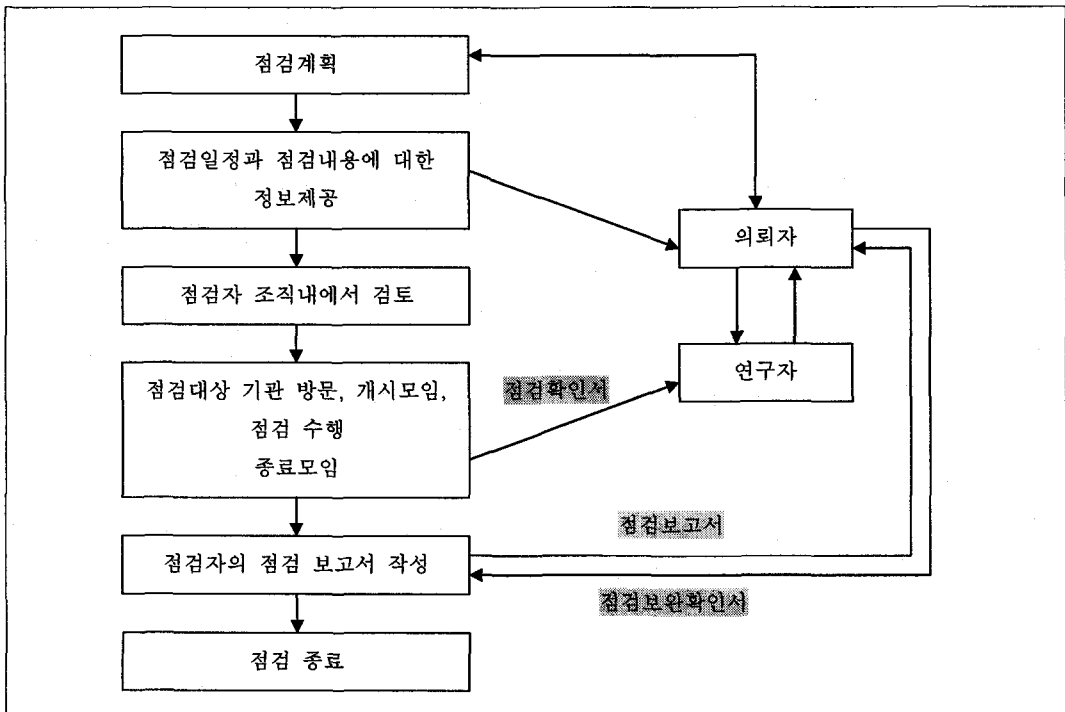 점검계획
점검일정과 점검내용에 대한
정보제공
의뢰자
점검자 조직내에서 검토
연구자
점검대상 기관 방문, 개시모임,
점검 수행
종료모임
점검확인서
점검보고서
점검자의 점검 보고서 작성
점검보완확인서
점검 종료